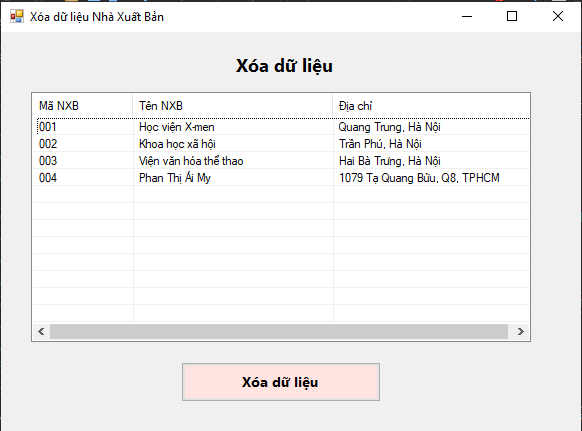 Xóa dữ liệu Nhà Xuất Bản
Xóa dữ liệu
Mã NXB Tên NXB Địa chỉ
001 Học viện X-men Quang Trung, Hà Nội
002 Khoa học xã hội Trần Phú, Hà Nội
003 Viện văn hóa thể thao Hai Bà Trưng, Hà Nội
004 Phan Thị Ái My 1079 Tạ Quang Bửu, Q8, TPHCM
Xóa dữ liệu